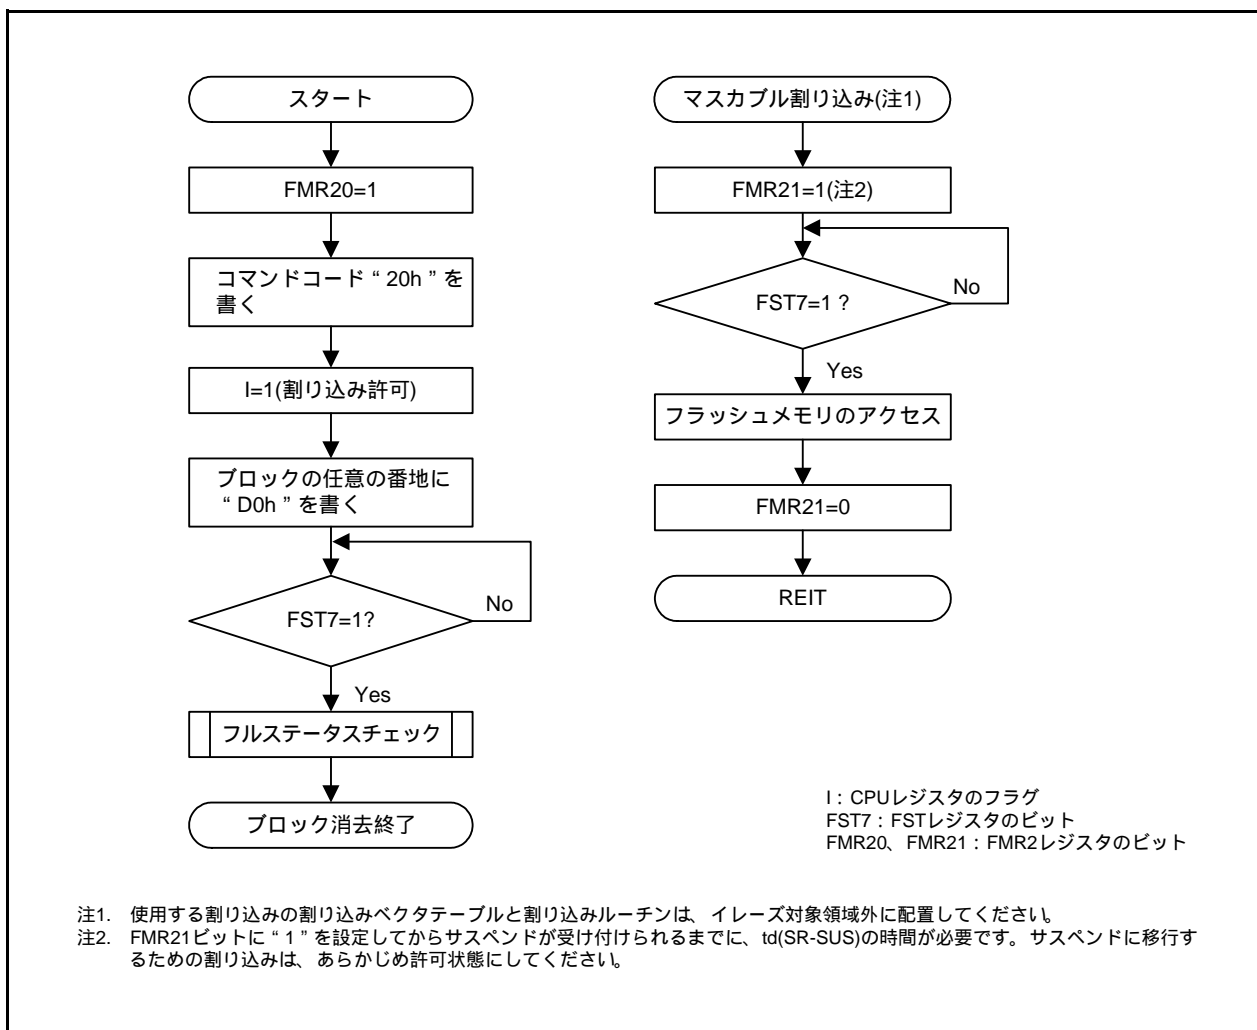 スタート
FMR20=1
コマンドコード“20h”を
書く
I=1(割り込み許可)
ブロックの任意の番地に
“D0h”を書く
FST7=1?
No
Yes
フルステータスチェック
ブロック消去終了
マスカブル割り込み(注1)
FMR21=1(注2)
FST7=1 ?
No
Yes
フラッシュメモリのアクセス
FMR21=0
REIT
I : CPUレジスタのフラグ
FST7 : FSTレジスタのビット
FMR20、FMR21 : FMR2レジスタのビット
注1. 使用する割り込みの割り込みベクタテーブルと割り込みルーチンは、イレーズ対象領域外に配置してください。
注2. FMR21ビットに“1”を設定してからサスペンドが受け付けられるまでに、td(SR-SUS)の時間が必要です。サスペンドに移行す
るための割り込みは、あらかじめ許可状態にしてください。